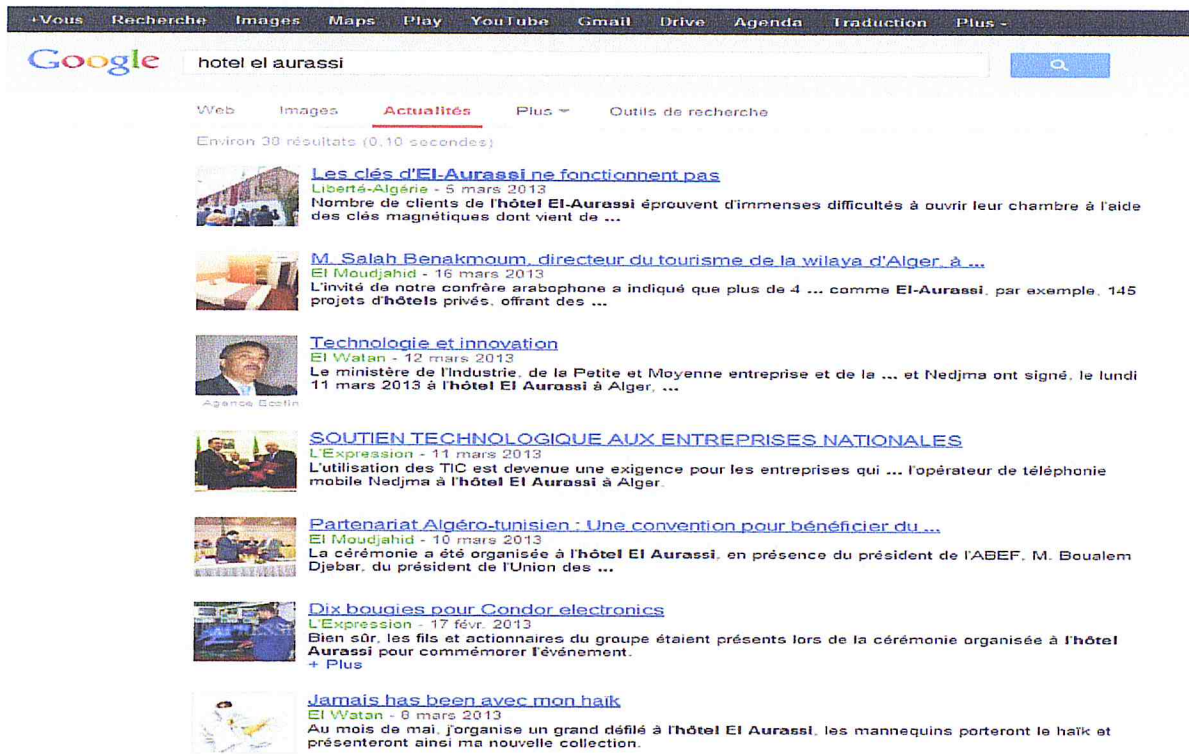 +Vous Recherche Images Maps Play YouTube Gmail Drive Agenda Traduction Plus
Google hotel el aurassi
Web Images Actualités Plus Outils de recherche
Environ 38 résultats (0,10 secondes)
Les clés d'El-Aurassi ne fonctionnent pas
Liberté-Algérie - 5 mars 2013
Nombre de clients de l'hôtel El-Aurassi éprouvent d'immenses difficultés à ouvrir leur chambre à l'aide
des clés magnétiques dont vient de ...
M. Salah Benakmoum, directeur du tourisme de la wilaya d'Alger, à ...
El Moudjahid - 16 mars 2013
L'invité de notre confrère arabophone a indiqué que plus de 4 ... comme El-Aurassi, par exemple, 145
projets d'hôtels privés, offrant des ...
Technologie et innovation
El Watan - 12 mars 2013
Le ministère de l'Industrie, de la Petite et Moyenne entreprise et de la ... et Nedjma ont signé, le lundi
11 mars 2013 à l'hôtel El Aurassi à Alger, ...
Agence Ecofin
SOUTIEN TECHNOLOGIQUE AUX ENTREPRISES NATIONALES
L'Expression - 11 mars 2013
L'utilisation des TIC est devenue une exigence pour les entreprises qui ... l'opérateur de téléphonie
mobile Nedjma à l'hôtel El Aurassi à Alger.
Partenariat Algéro-tunisien : Une convention pour bénéficier du ...
El Moudjahid - 10 mars 2013
La cérémonie a été organisée à l'hôtel El Aurassi, en présence du président de l'ABEF, M. Boualem
Djebar, du président de l'Union des ...
Dix bougies pour Condor electronics
L'Expression - 17 févr. 2013
Bien sûr, les fils et actionnaires du groupe étaient présents lors de la cérémonie organisée à l'hôtel
Aurassi pour commémorer l'événement.
+ Plus
Jamais has been avec mon haïk
El Watan - 8 mars 2013
Au mois de mai, j'organise un grand défilé à l'hôtel El Aurassi, les mannequins porteront le haïk et
présenteront ainsi ma nouvelle collection.